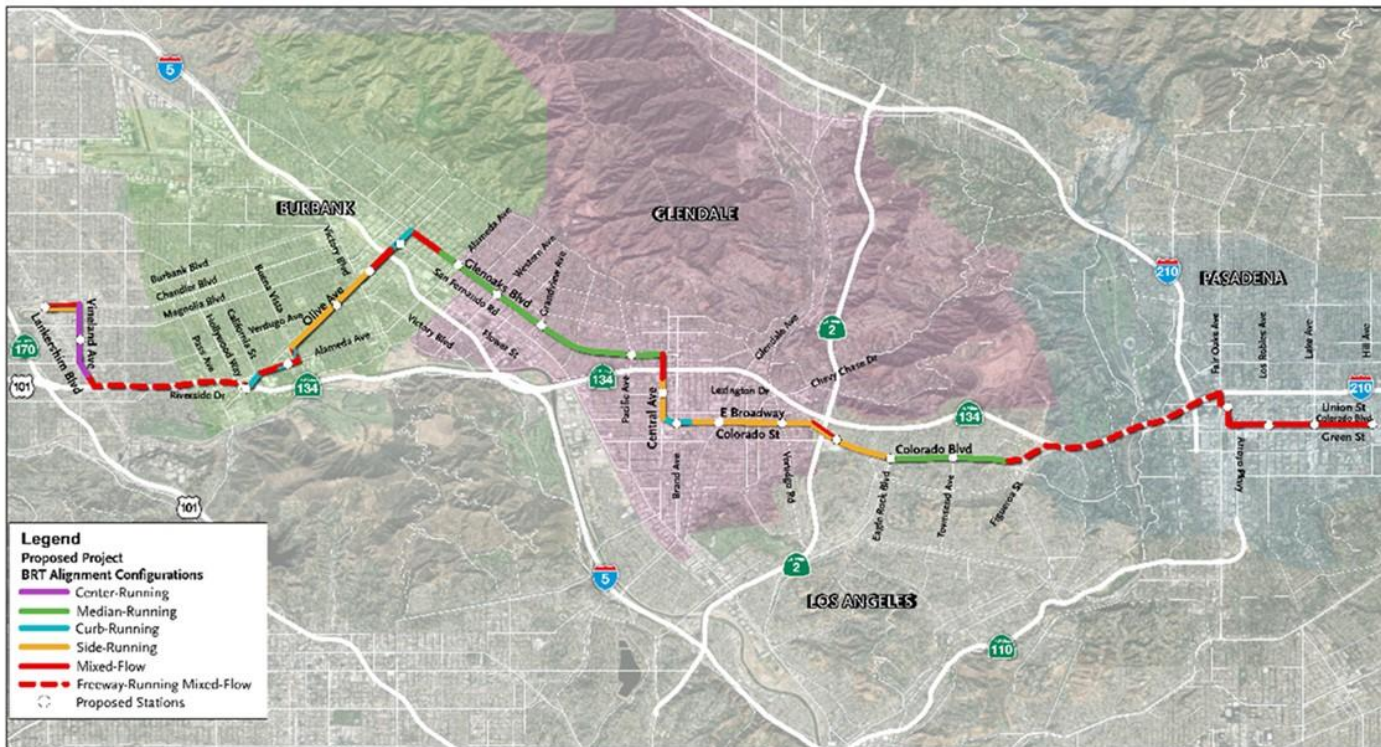 5
BURBANK
GLENDALE
210
PASADENA
Burbank Blvd
Chandler Blvd
Magnolia Blvd
Buena Vista
Victory Blvd
Olive Ave
Verdugo Ave
California St
Hollywood Way
Pass Ave
Alameda Ave
Alameda Ave
Glenoaks Blvd
Western Ave
Grandview Ave
San Fernando Rd
Flower St
Victory Blvd
Vineland Ave
Lankershim Blvd
170
101
Riverside Dr
134
134
Pacific Ave
Central Ave
Brand Ave
Lexington Dr
E Broadway
Colorado St
Glendale Ave
Chevy Chase Dr
Verdugo Rd
2
134
Colorado Blvd
Eagle Rock Blvd
Townsend Ave
Figueroa St
Fair Oaks Ave
Los Robles Ave
Lake Ave
Hill Ave
210
Union St
Colorado Blvd
Green St
Arroyo Pkwy
101
5
2
LOS ANGELES
110
Legend
Proposed Project
BRT Alignment Configurations
Center-Running
Median-Running
Curb-Running
Side-Running
Mixed-Flow
Freeway-Running Mixed-Flow
Proposed Stations